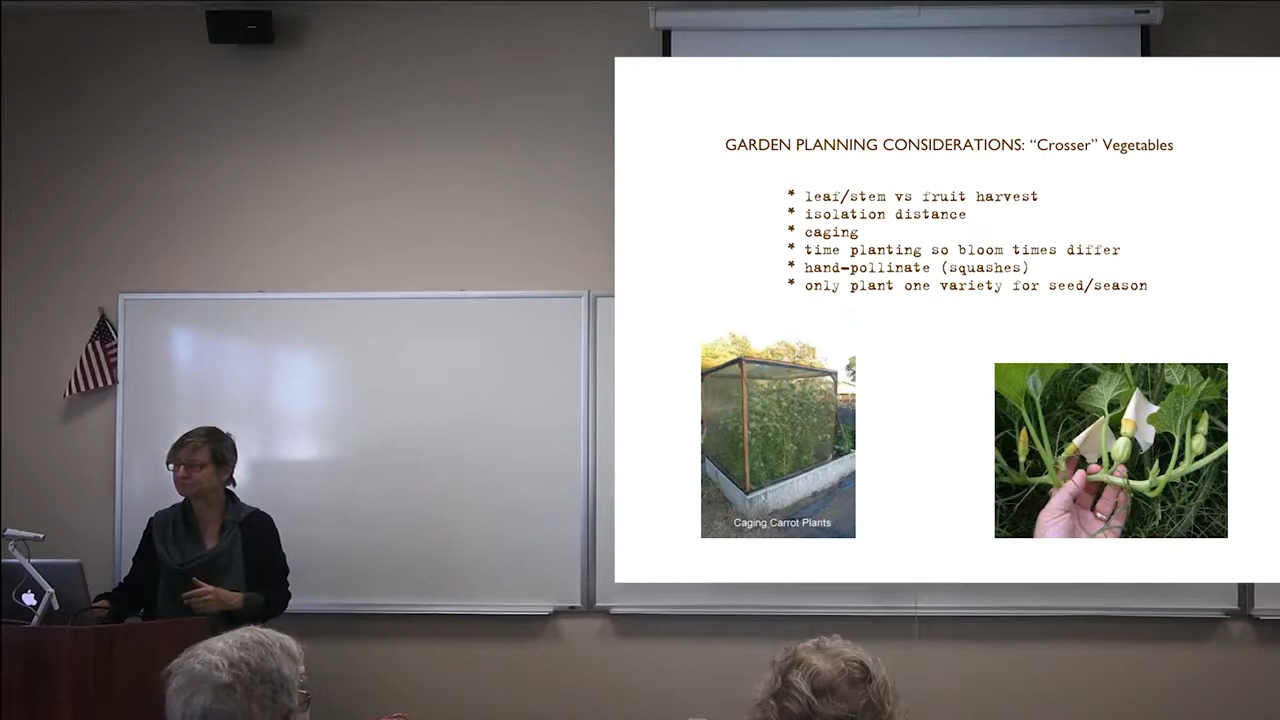 GARDEN PLANNING CONSIDERATIONS: “Crosser” Vegetables
* leaf/stem vs fruit harvest
* isolation distance
* caging
* time planting so bloom times differ
* hand-pollinate (squashes)
* only plant one variety for seed/season
Caging Carrot Plants